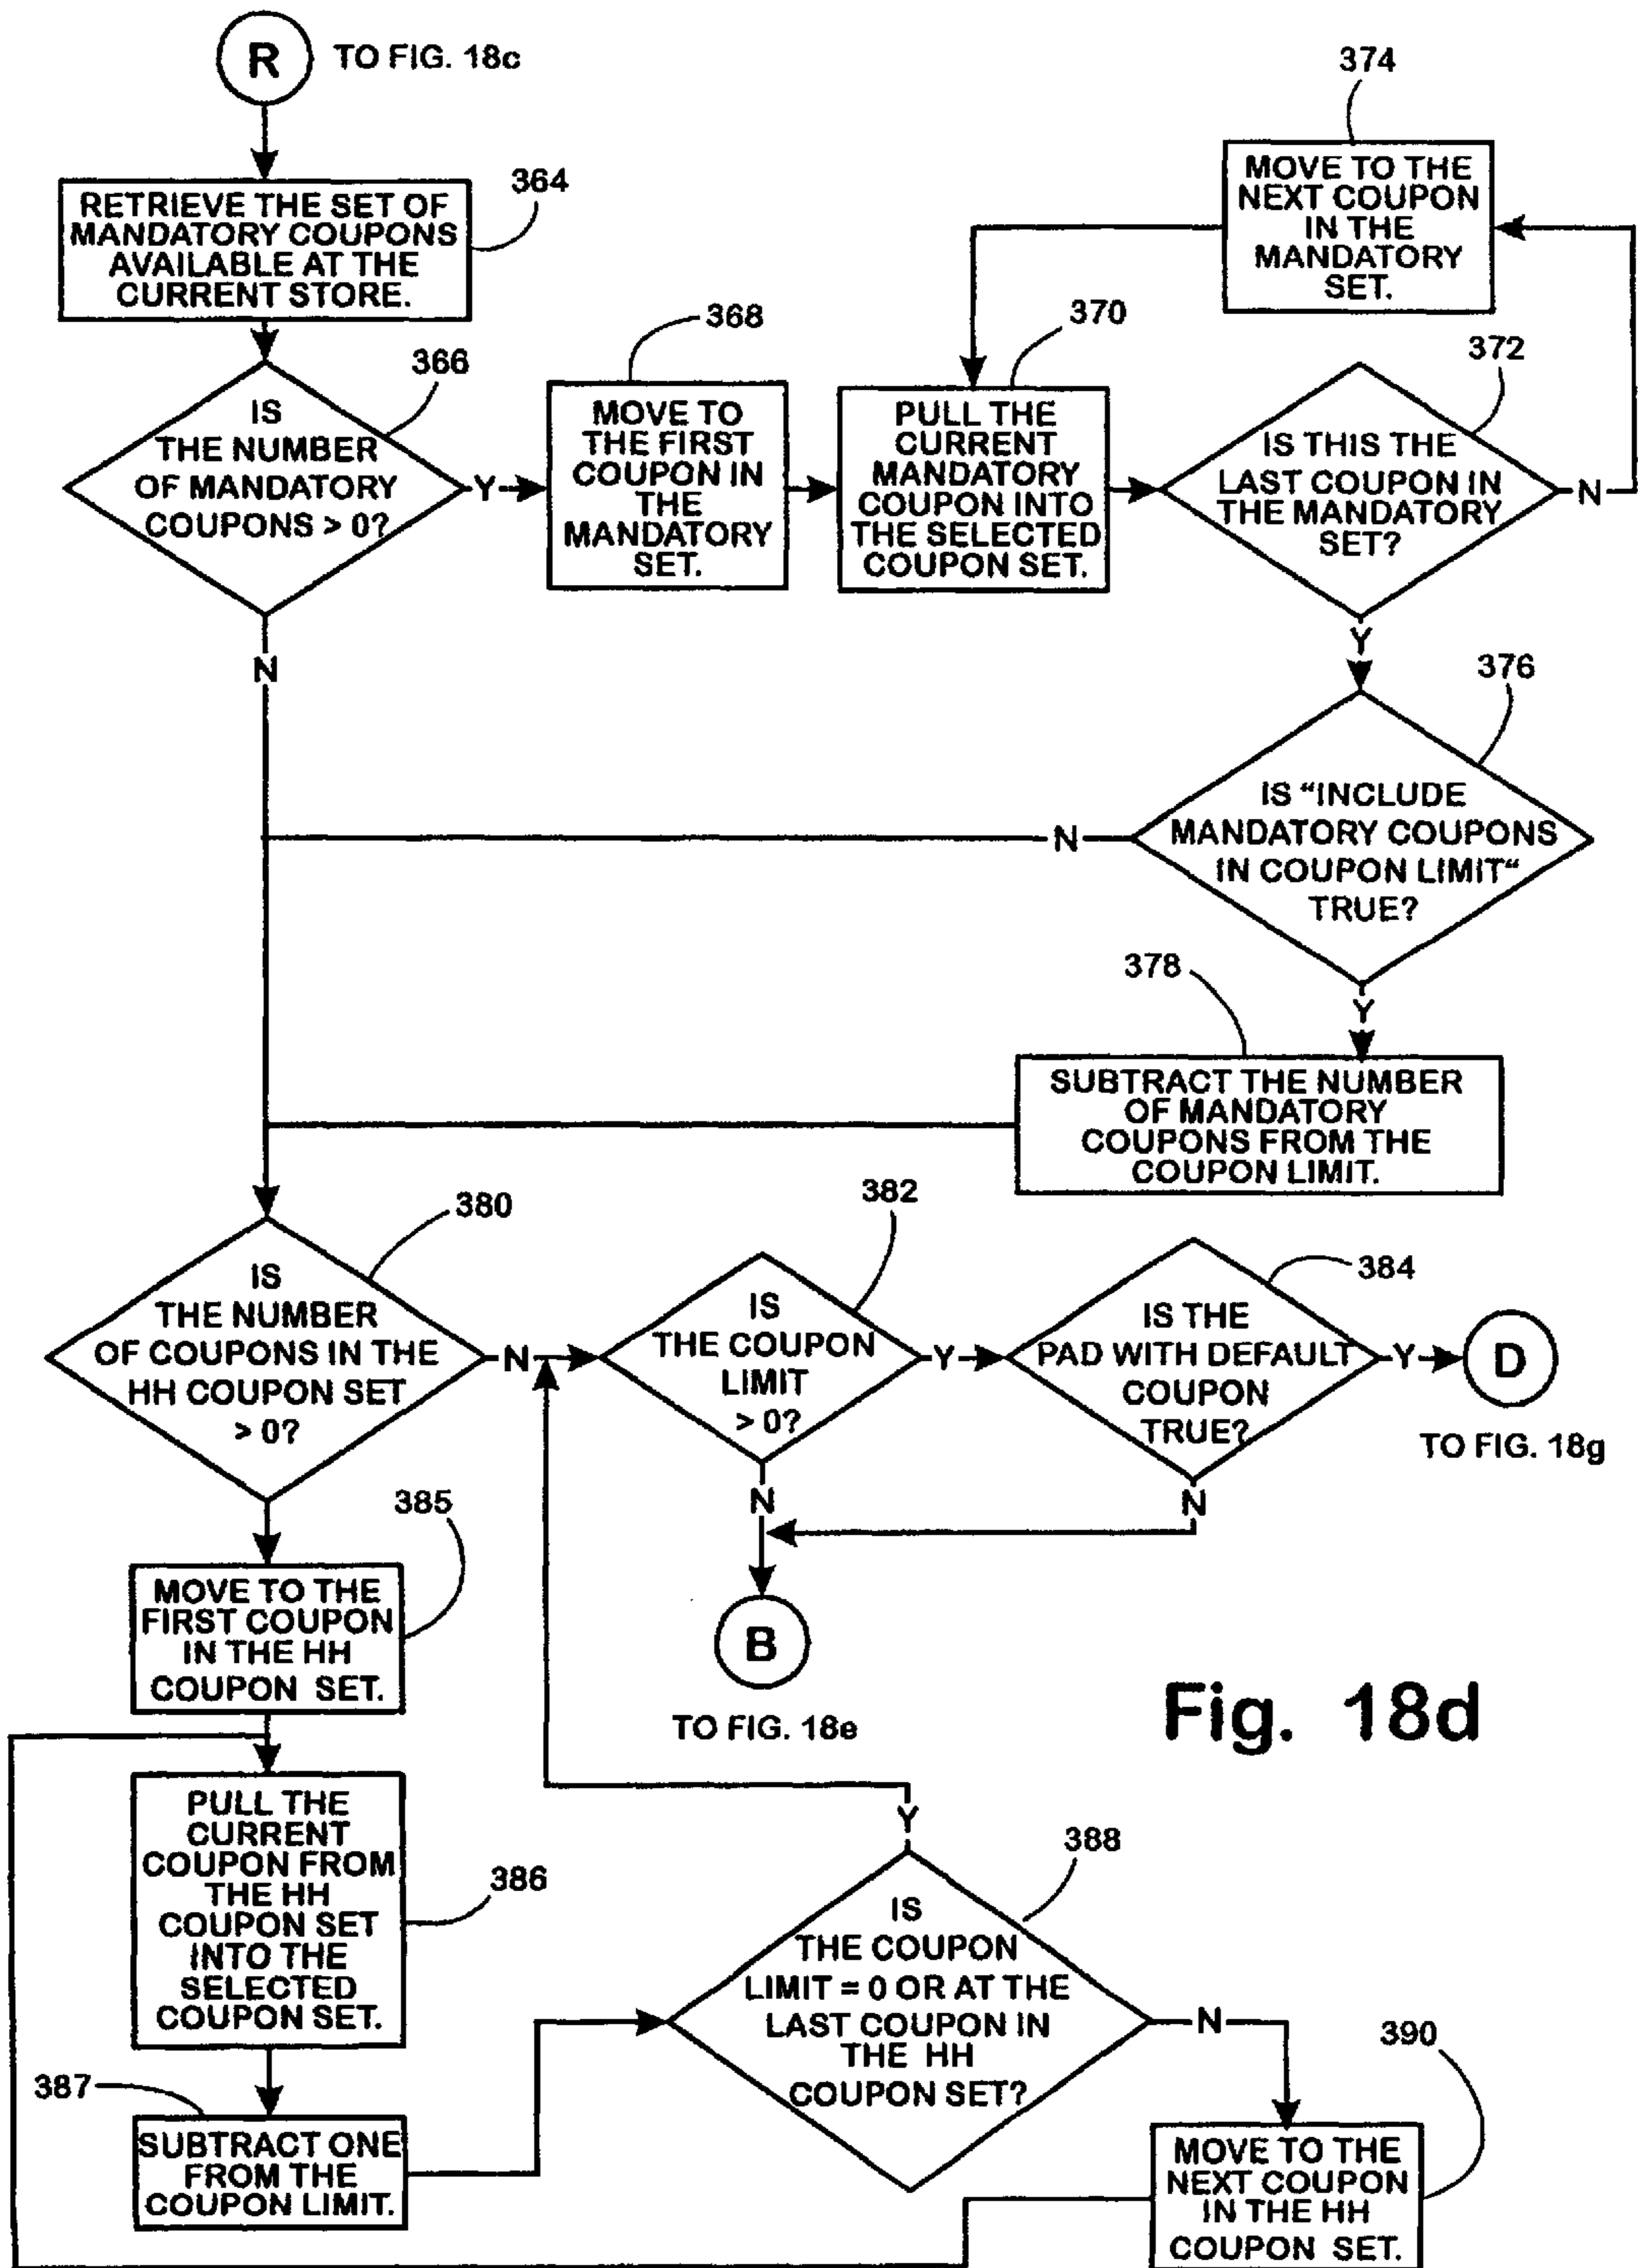 R TO FIG. 18c
364
RETRIEVE THE SET OF
MANDATORY COUPONS
AVAILABLE AT THE
CURRENT STORE.
366
IS
THE NUMBER
OF MANDATORY
COUPONS > 0?
Y
N
368
MOVE TO
THE FIRST
COUPON IN
THE
MANDATORY
SET.
370
PULL THE
CURRENT
MANDATORY
COUPON INTO
THE SELECTED
COUPON SET.
374
MOVE TO THE
NEXT COUPON
IN THE
MANDATORY
SET.
372
IS THIS THE
LAST COUPON IN
THE MANDATORY
SET?
N
Y
376
IS “INCLUDE
MANDATORY COUPONS
IN COUPON LIMIT“
TRUE?
N
Y
378
SUBTRACT THE NUMBER
OF MANDATORY
COUPONS FROM THE
COUPON LIMIT.
380
IS
THE NUMBER
OF COUPONS IN THE
HH COUPON SET
> 0?
N
382
IS
THE COUPON
LIMIT
> 0?
Y
N
384
IS THE
PAD WITH DEFAULT
COUPON
TRUE?
Y
N
D
TO FIG. 18g
B
TO FIG. 18e
385
MOVE TO THE
FIRST COUPON
IN THE HH
COUPON SET.
Fig. 18d
386
PULL THE
CURRENT
COUPON FROM
THE HH
COUPON SET
INTO THE
SELECTED
COUPON SET.
387
SUBTRACT ONE
FROM THE
COUPON LIMIT.
388
Y
IS
THE COUPON
LIMIT = 0 OR AT THE
LAST COUPON IN
THE HH
COUPON SET?
N
390
MOVE TO THE
NEXT COUPON
IN THE HH
COUPON SET.